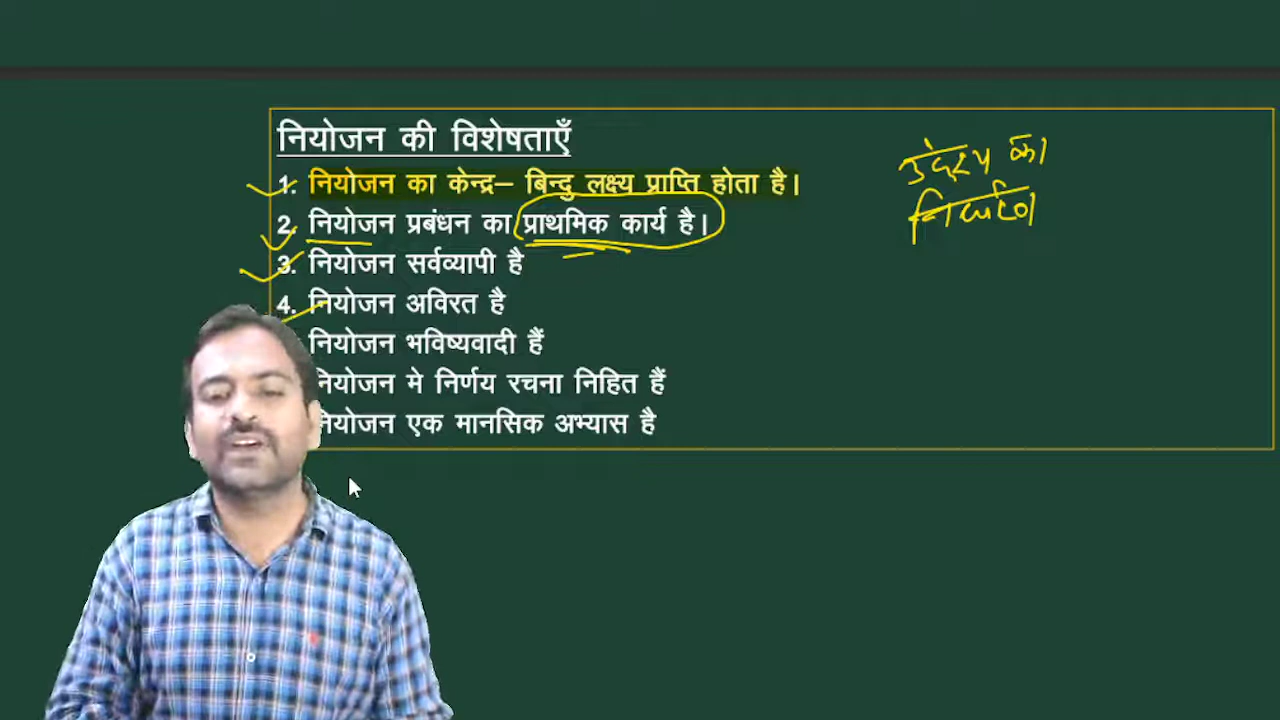 नियोजन की विशेषताएँ
1. नियोजन का केन्द्र– बिन्दु लक्ष्य प्राप्ति होता है।
2. नियोजन प्रबंधन का प्राथमिक कार्य है।
3. नियोजन सर्वव्यापी है
4. नियोजन अविरत है
नियोजन भविष्यवादी हैं
नियोजन मे निर्णय रचना निहित हैं
नियोजन एक मानसिक अभ्यास है
उद्देश्य का
निर्धारण